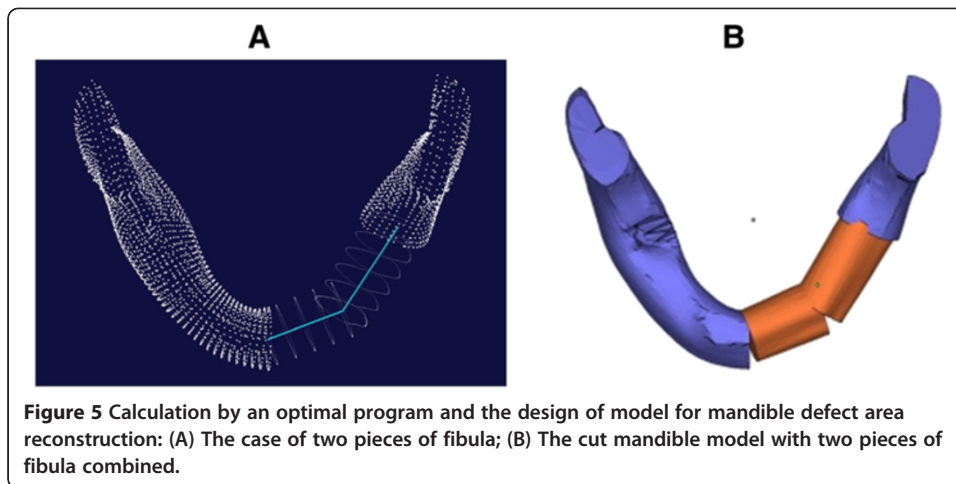 A
B
Figure 5 Calculation by an optimal program and the design of model for mandible defect area
reconstruction: (A) The case of two pieces of fibula; (B) The cut mandible model with two pieces of
fibula combined.